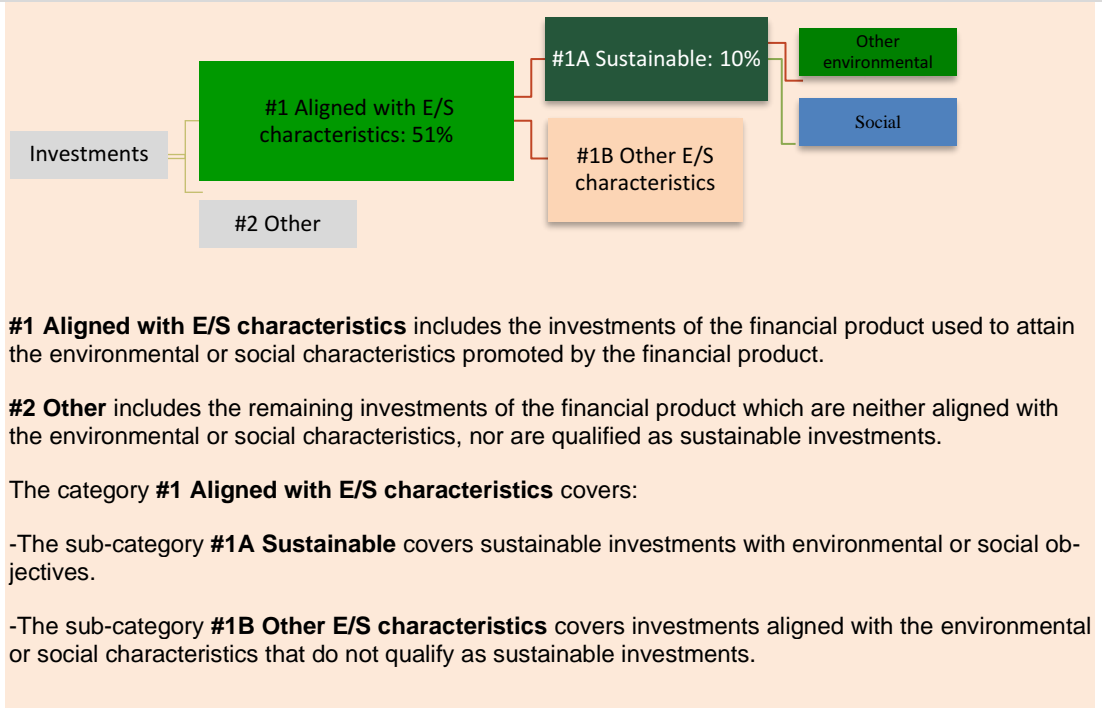 #1A Sustainable: 10%
Other
environmental
Social
#1 Aligned with E/S
characteristics: 51%
#1B Other E/S
characteristics
Investments
#2 Other
#1 Aligned with E/S characteristics includes the investments of the financial product used to attain
the environmental or social characteristics promoted by the financial product.
#2 Other includes the remaining investments of the financial product which are neither aligned with
the environmental or social characteristics, nor are qualified as sustainable investments.
The category #1 Aligned with E/S characteristics covers:
-The sub-category #1A Sustainable covers sustainable investments with environmental or social ob-
jectives.
-The sub-category #1B Other E/S characteristics covers investments aligned with the environmental
or social characteristics that do not qualify as sustainable investments.